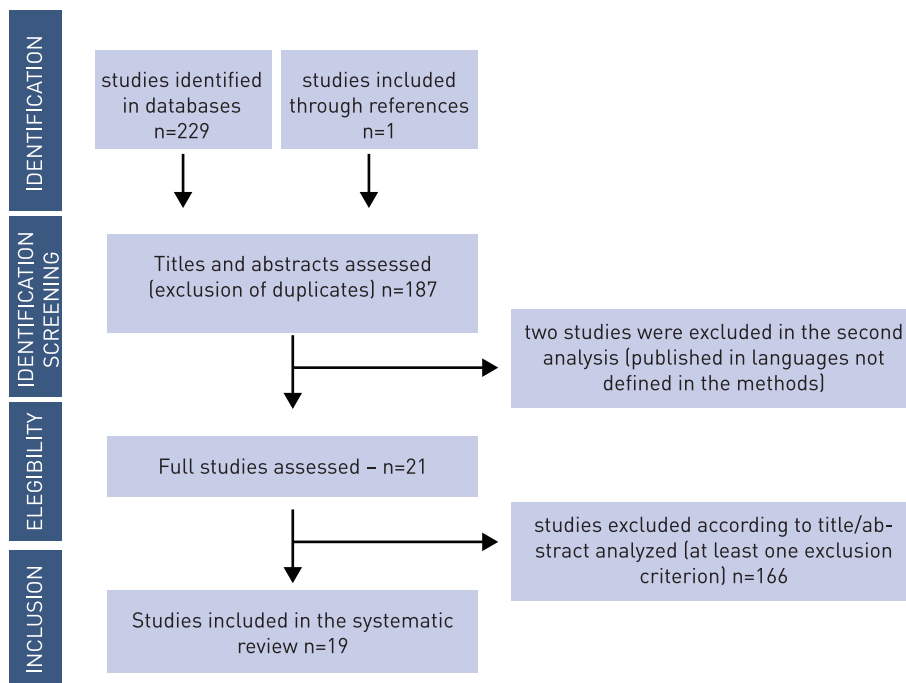 IDENTIFICATION
studies identified
in databases
n=229
studies included
through references
n=1
IDENTIFICATION
SCREENING
Titles and abstracts assessed
(exclusion of duplicates) n=187
two studies were excluded in the second
analysis (published in languages not
defined in the methods)
ELEGIBILITY
Full studies assessed – n=21
studies excluded according to title/ab-
stract analyzed (at least one exclusion
criterion) n=166
INCLUSION
Studies included in the systematic
review n=19